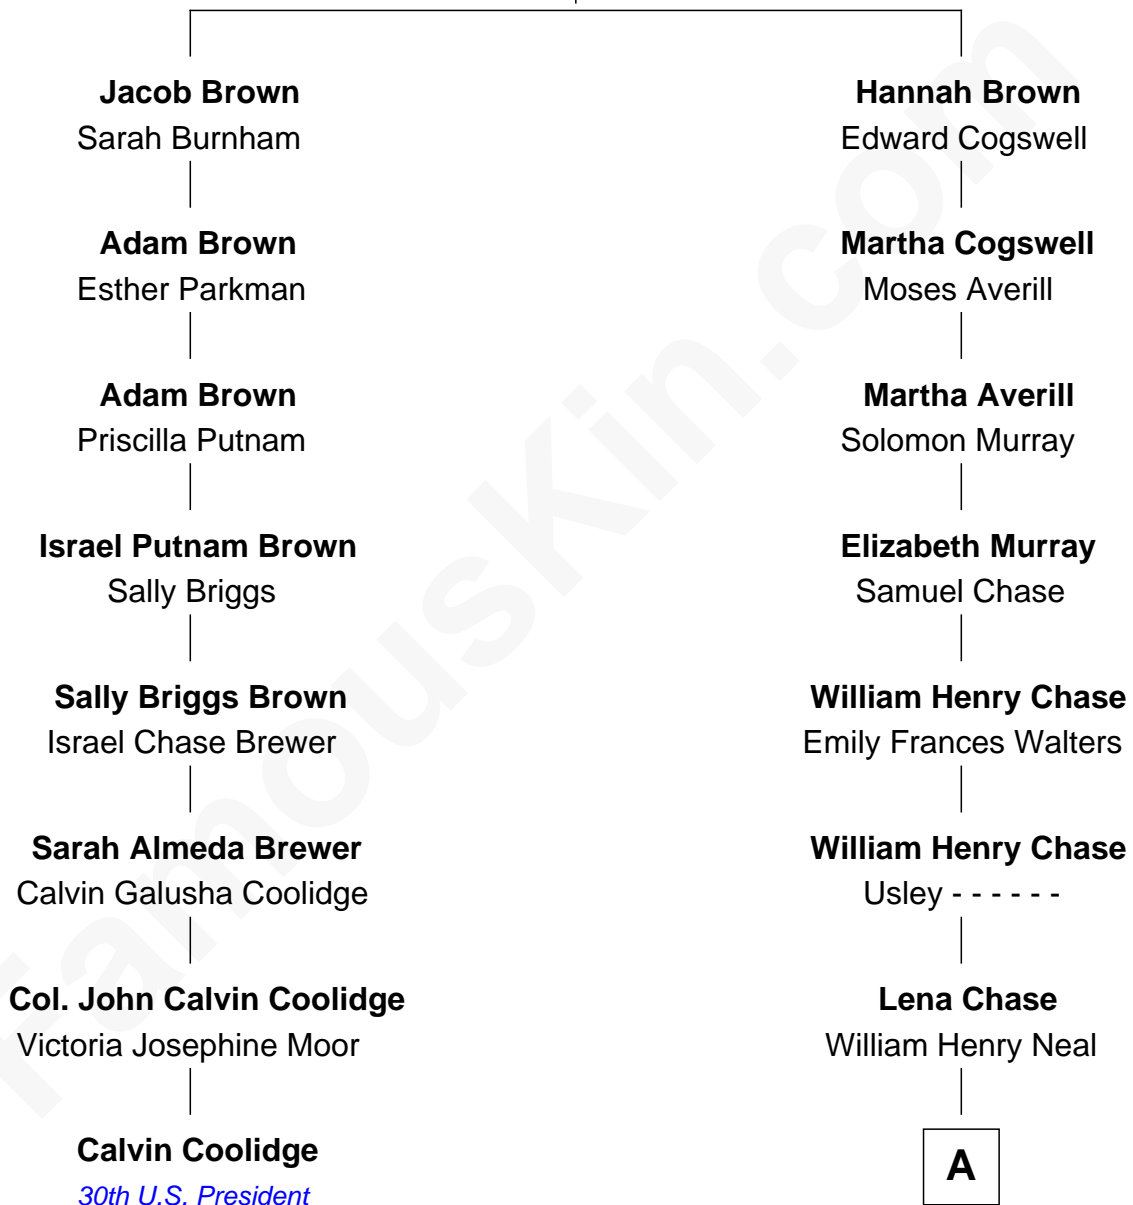 Jacob Brown
Sarah Burnham
Hannah Brown
Edward Cogswell
Adam Brown
Esther Parkman
Martha Cogswell
Moses Averill
Adam Brown
Priscilla Putnam
Martha Averill
Solomon Murray
Israel Putnam Brown
Sally Briggs
Elizabeth Murray
Samuel Chase
Sally Briggs Brown
Israel Chase Brewer
William Henry Chase
Emily Frances Walters
Sarah Almeda Brewer
Calvin Galusha Coolidge
William Henry Chase
Usley - - - - - -
Col. John Calvin Coolidge
Victoria Josephine Moor
Lena Chase
William Henry Neal
Calvin Coolidge
30th U.S. President
A
FamousKin.com